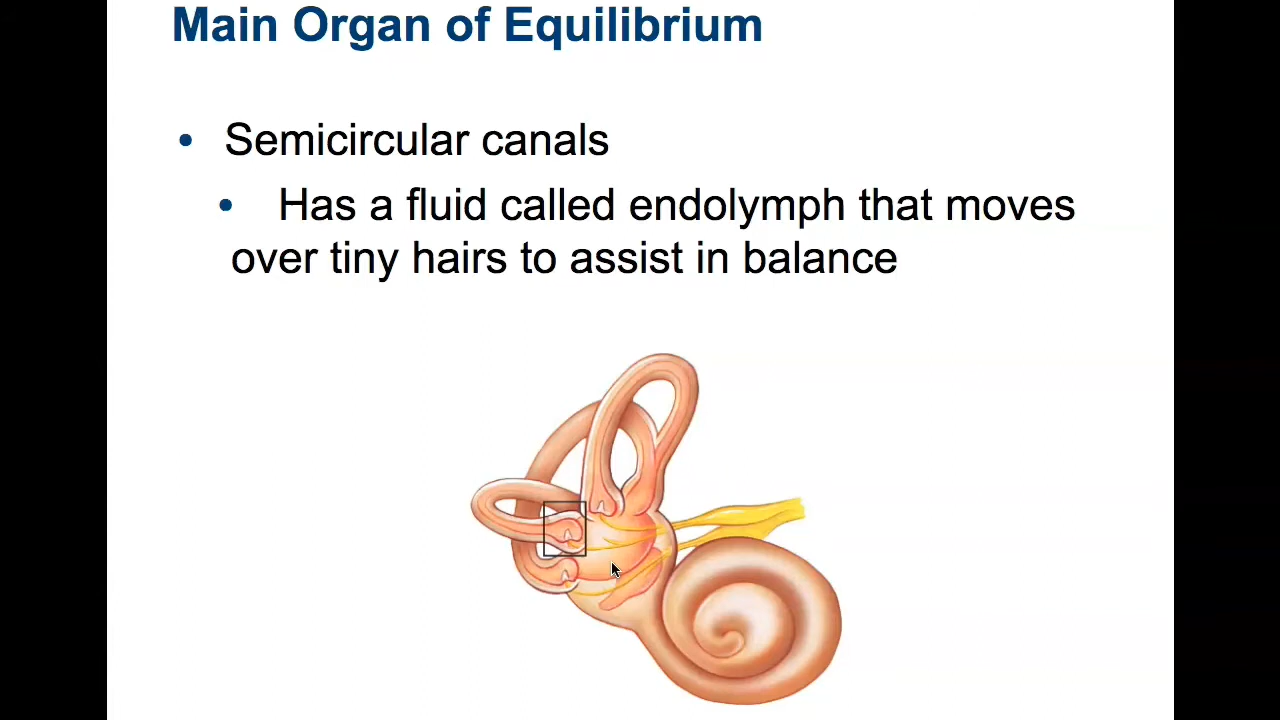 Main Organ of Equilibrium
• Semicircular canals
• Has a fluid called endolymph that moves
over tiny hairs to assist in balance